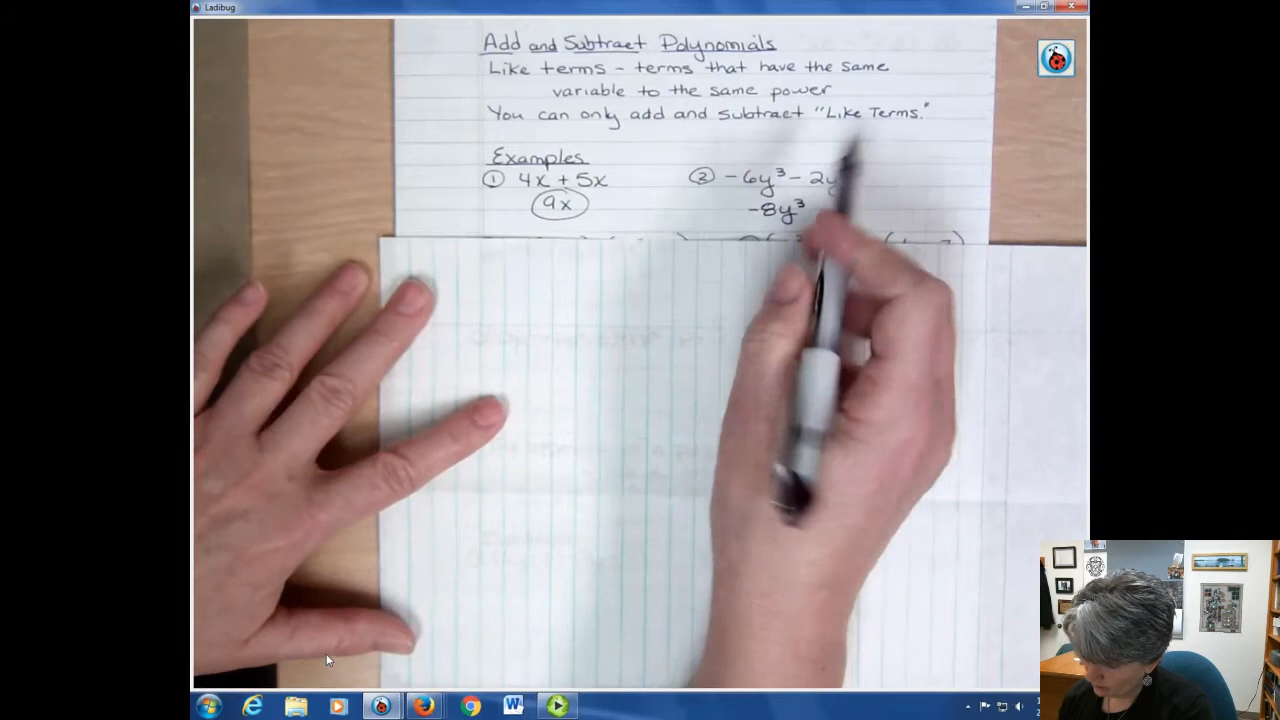 Ladibug
Add and Subtract Polynomials
Like terms - terms that have the same
variable to the same power
You can only add and subtract "Like Terms."
Examples
① 4x + 5x
9x
② -6y³ - 2y
-8y³